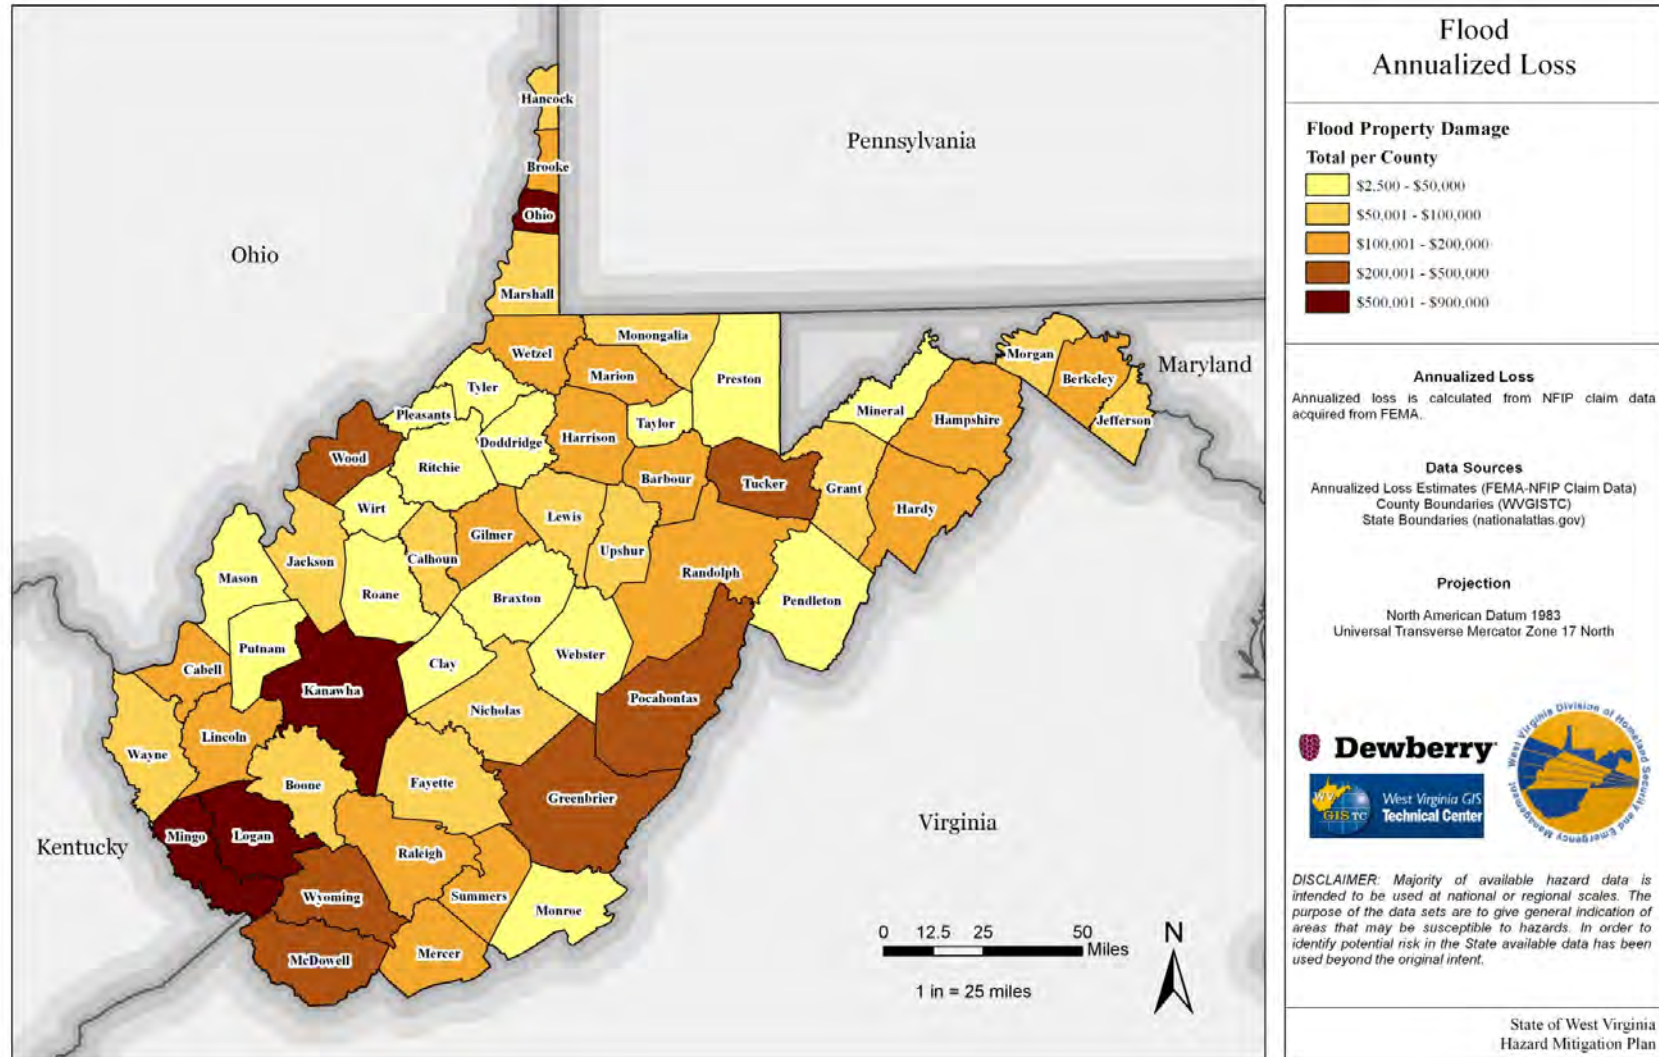 Hancock
Pennsylvania
Brooke
Ohio
Ohio
Marshall
Monongalia
Wetzel
Morgan
Maryland
Marion
Preston
Berkeley
Tyler
Mineral
Pleasants
Taylor
Hampshire
Jefferson
Doddridge
Harrison
Wood
Ritchie
Barbour
Tucker
Grant
Wirt
Lewis
Hardy
Gilmer
Upshur
Jackson
Calhoun
Randolph
Mason
Roane
Braxton
Pendleton
Putnam
Clay
Webster
Cabell
Kanawha
Pocahontas
Nicholas
Lincoln
Wayne
Boone
Fayette
Greenbrier
Virginia
Mingo
Logan
Kentucky
Raleigh
Wyoming
Summers
Monroe
McDowell
Mercer
0 12.5 25 50
Miles
1 in = 25 miles
N
Flood
Annualized Loss
Flood Property Damage
Total per County
$2,500 - $50,000
$50,001 - $100,000
$100,001 - $200,000
$200,001 - $500,000
$500,001 - $900,000
Annualized Loss
Annualized loss is calculated from NFIP claim data
acquired from FEMA.
Data Sources
Annualized Loss Estimates (FEMA-NFIP Claim Data)
County Boundaries (WVGISTC)
State Boundaries (nationalatlas.gov)
Projection
North American Datum 1983
Universal Transverse Mercator Zone 17 North
Dewberry
WV
GIS TC
West Virginia GIS
Technical Center
West Virginia Division of Homeland Security and Emergency Management
DISCLAIMER: Majority of available hazard data is
intended to be used at national or regional scales. The
purpose of the data sets are to give general indication of
areas that may be susceptible to hazards. In order to
identify potential risk in the State available data has been
used beyond the original intent.
State of West Virginia
Hazard Mitigation Plan